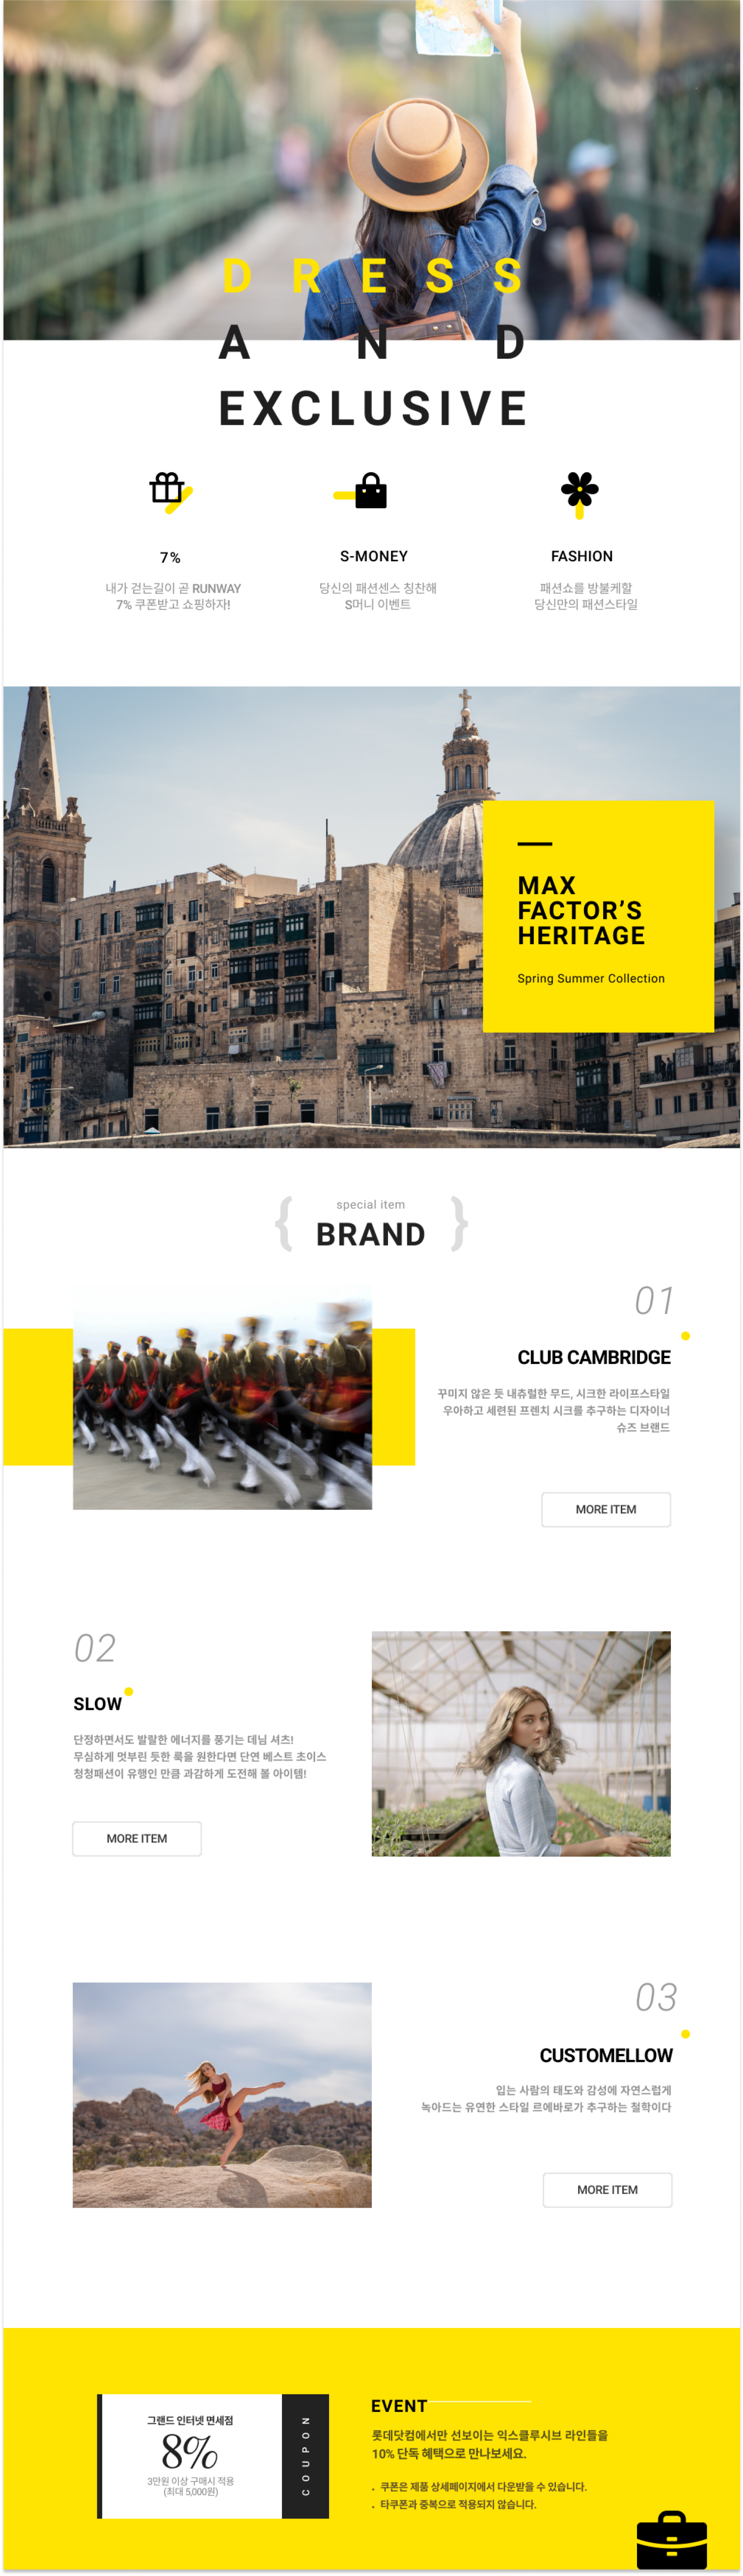 DRESS
AND
EXCLUSIVE
7%
내가 걷는길이 곧 RUNWAY
7% 쿠폰받고 쇼핑하자!
S-MONEY
당신의 패션센스 칭찬해
S머니 이벤트
FASHION
패션쇼를 방불케할
당신만의 패션스타일
MAX
FACTOR’S
HERITAGE
Spring Summer Collection
special item
{ BRAND }
01
CLUB CAMBRIDGE
꾸미지 않은 듯 내츄럴한 무드, 시크한 라이프스타일
우아하고 세련된 프렌치 시크를 추구하는 디자이너
슈즈 브랜드
MORE ITEM
02
SLOW
단정하면서도 발랄한 에너지를 풍기는 데님 셔츠!
무심하게 멋부린 듯한 룩을 원한다면 단연 베스트 초이스
청청패션이 유행인 만큼 과감하게 도전해 볼 아이템!
MORE ITEM
03
CUSTOMELLOW
입는 사람의 태도와 감성에 자연스럽게
녹아드는 유연한 스타일 르에바로가 추구하는 철학이다
MORE ITEM
그랜드 인터넷 면세점
8%
3만원 이상 구매시 적용
(최대 5,000원)
COUPON
EVENT
롯데닷컴에서만 선보이는 익스클루시브 라인들을
10% 단독 혜택으로 만나보세요.
. 쿠폰은 제품 상세페이지에서 다운받을 수 있습니다.
. 타쿠폰과 중복으로 적용되지 않습니다.